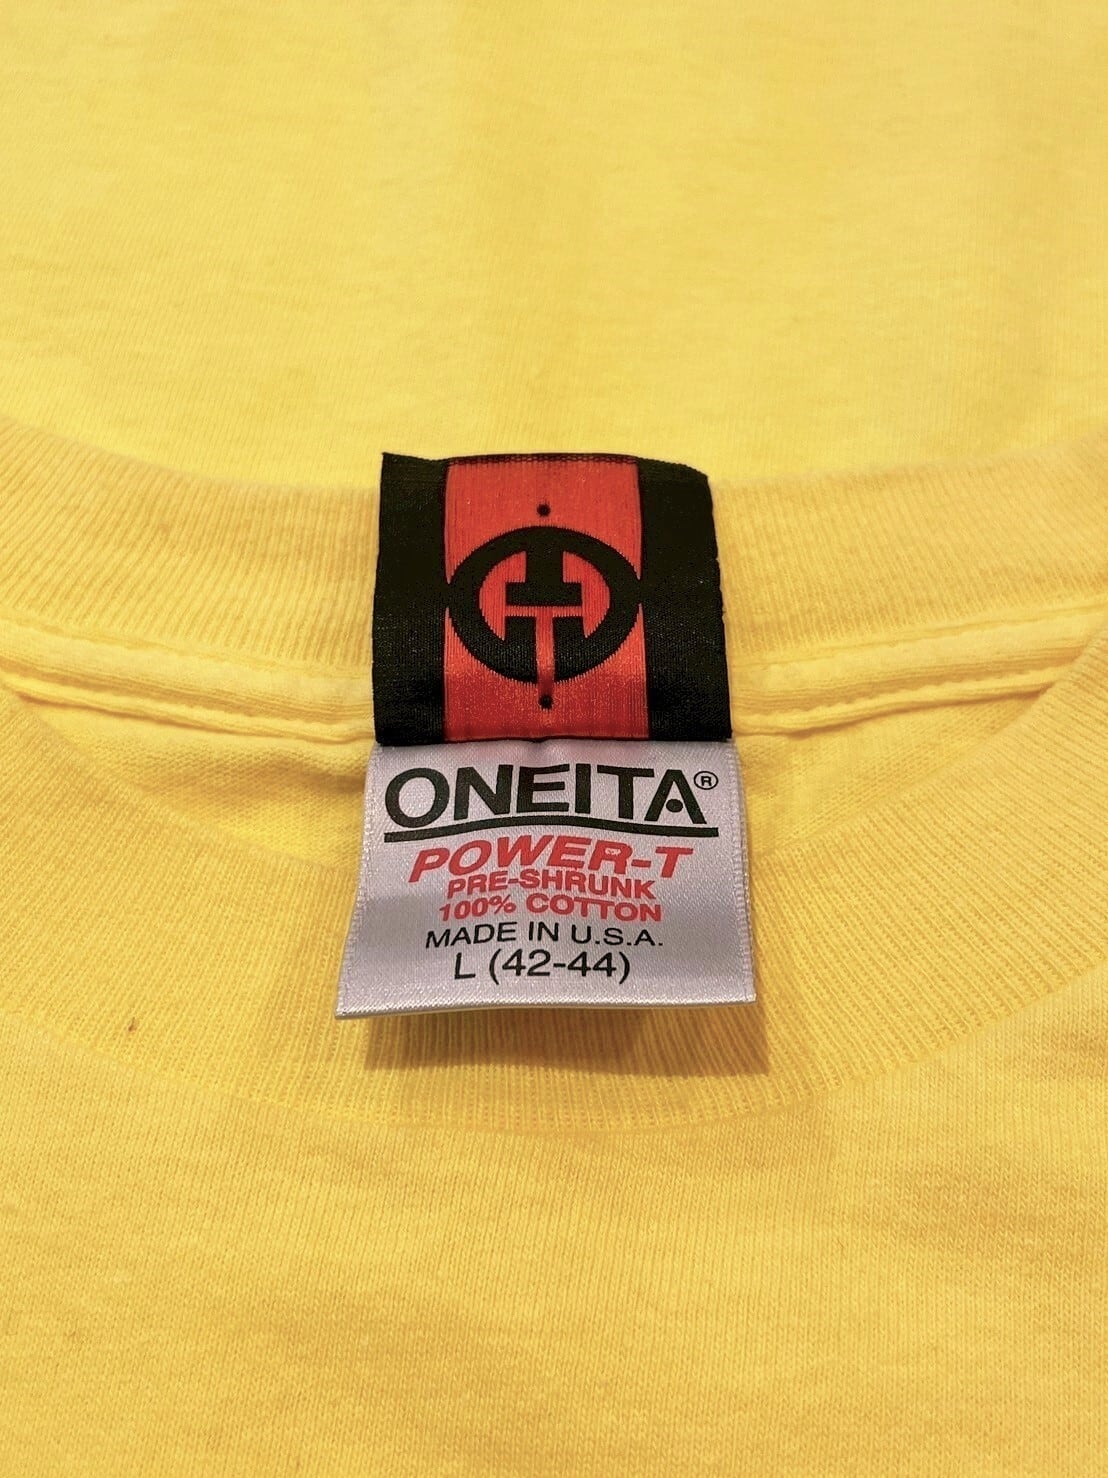 ONEITA®
POWER-T
PRE-SHRUNK
100% COTTON
MADE IN U.S.A.
L (42-44)